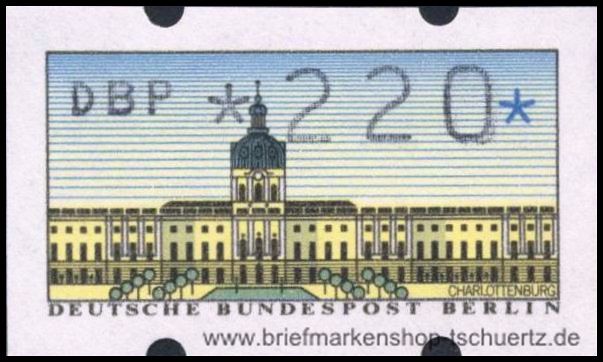 DBP *220*
CHARLOTTENBURG
DEUTSCHE BUNDESPOST BERLIN
www.briefmarkenshop-tschuertz.de